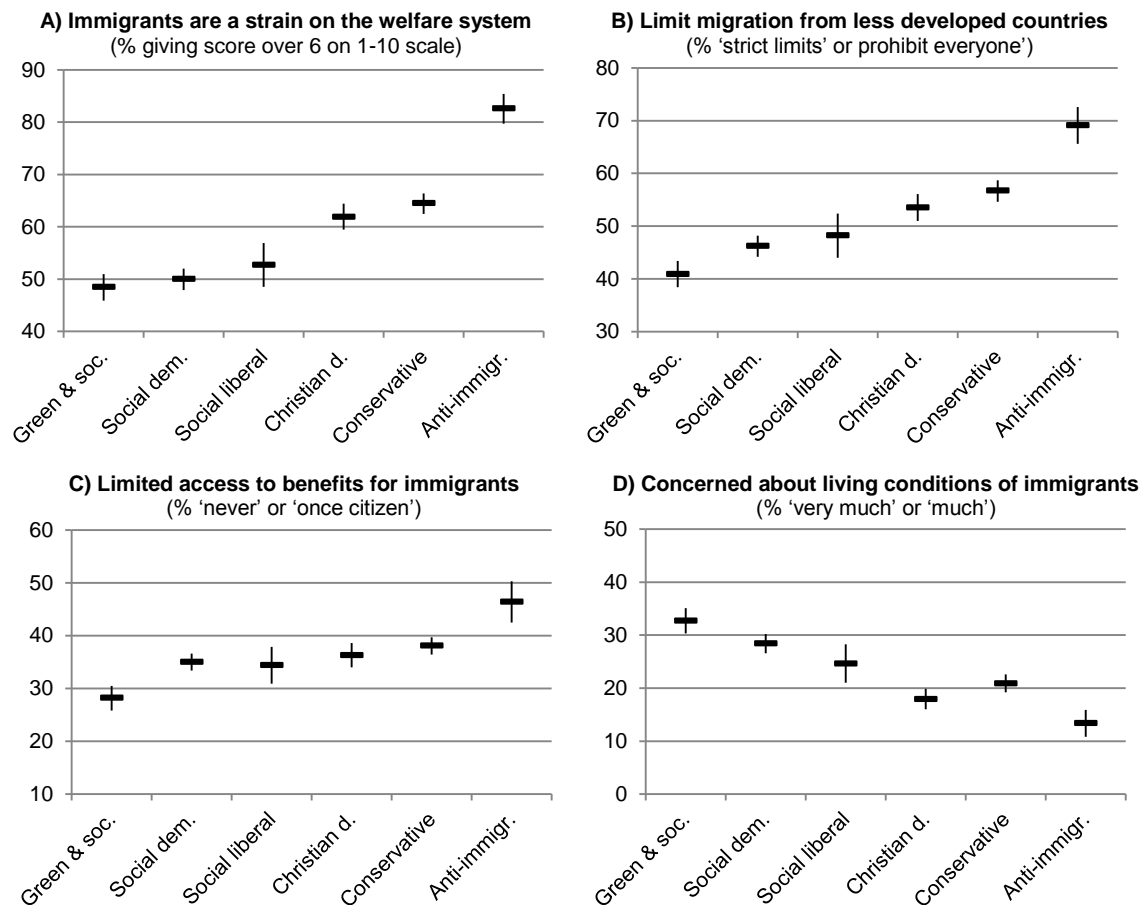 A) Immigrants are a strain on the welfare system
(% giving score over 6 on 1-10 scale)
90
80
70
60
50
40
Green & soc.
Social dem.
Social liberal
Christian d.
Conservative
Anti-immigr.
B) Limit migration from less developed countries
(% ‘strict limits’ or prohibit everyone’)
80
70
60
50
40
30
Green & soc.
Social dem.
Social liberal
Christian d.
Conservative
Anti-immigr.
C) Limited access to benefits for immigrants
(% ‘never’ or ‘once citizen’)
60
50
40
30
20
10
Green & soc.
Social dem.
Social liberal
Christian d.
Conservative
Anti-immigr.
D) Concerned about living conditions of immigrants
(% ‘very much’ or ‘much’)
50
40
30
20
10
0
Green & soc.
Social dem.
Social liberal
Christian d.
Conservative
Anti-immigr.